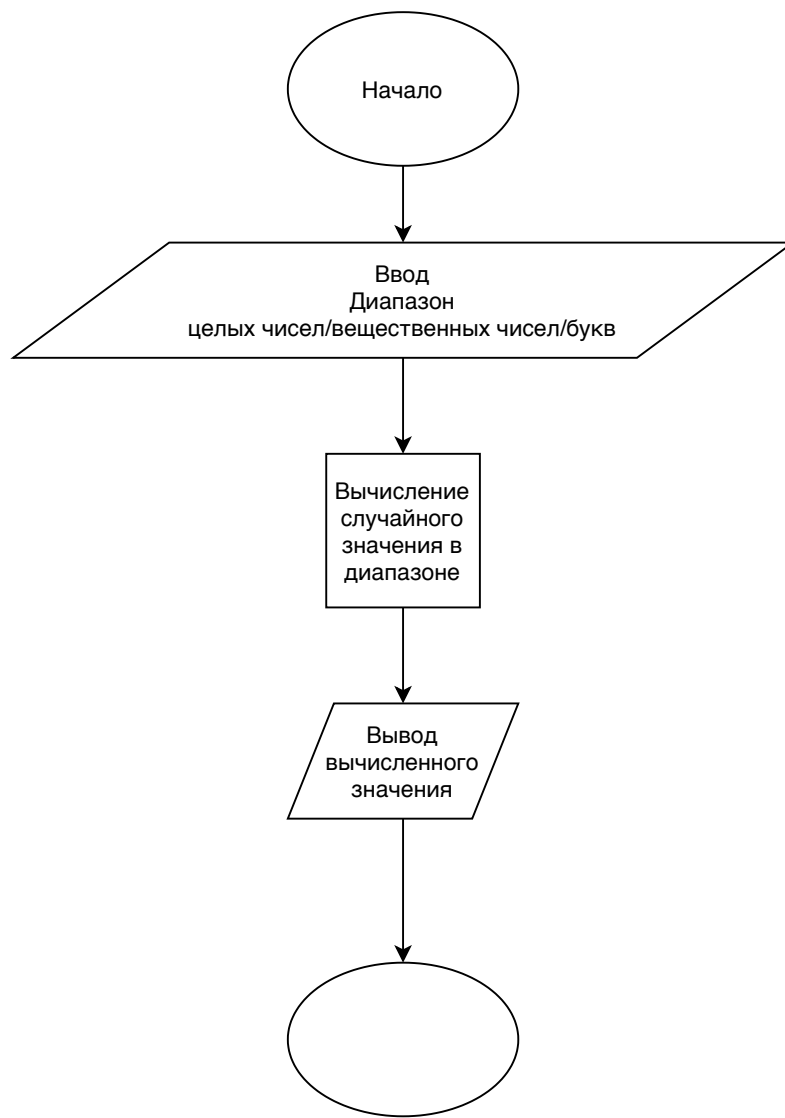 Начало
Ввод
Диапазон
целых чисел/вещественных чисел/букв
Вычисление
случайного
значения в
диапазоне
Вывод
вычисленного
значения